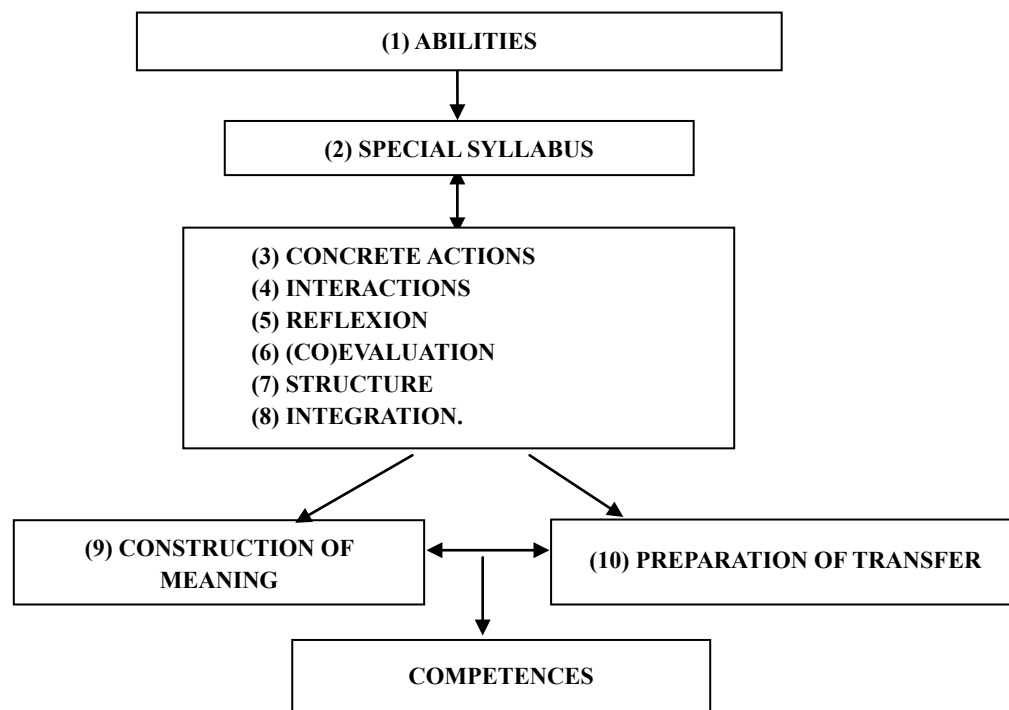 (1) ABILITIES
(2) SPECIAL SYLLABUS
(3) CONCRETE ACTIONS
(4) INTERACTIONS
(5) REFLEXION
(6) (CO)EVALUATION
(7) STRUCTURE
(8) INTEGRATION.
(9) CONSTRUCTION OF
MEANING
(10) PREPARATION OF TRANSFER
COMPETENCES